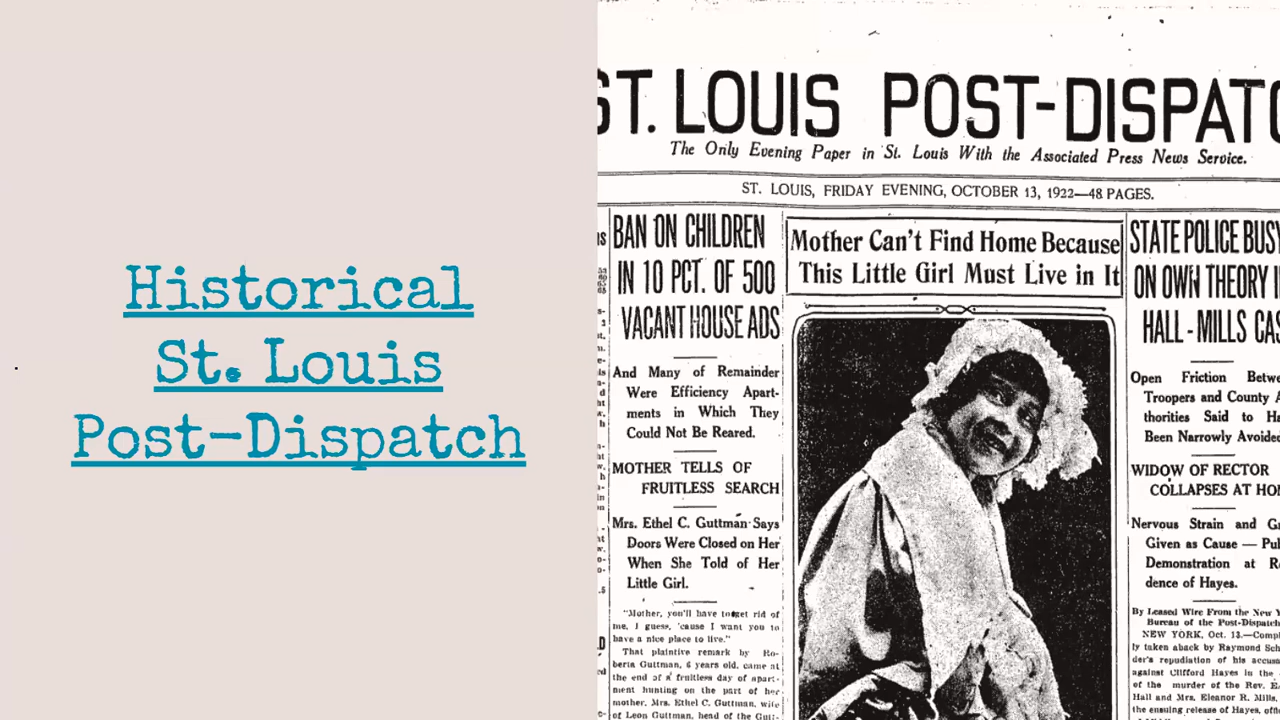 Historical
St. Louis
Post-Dispatch
ST. LOUIS POST-DISPATC
The Only Evening Paper in St. Louis With the Associated Press News Service.
ST. LOUIS, FRIDAY EVENING, OCTOBER 13, 1922—48 PAGES.
BAN ON CHILDREN
IN 10 PCT. OF 500
VACANT HOUSE ADS
And Many of Remainder
Were Efficiency Apart-
ments in Which They
Could Not Be Reared.
MOTHER TELLS OF
FRUITLESS SEARCH
Mrs. Ethel C. Guttman Says
Doors Were Closed on Her
When She Told of Her
Little Girl.
"Mother, you'll have to get rid of
me, I guess, 'cause I want you to
have a nice place to live."
That plaintive remark by Ro-
berta Guttman, 6 years old, came at
the end of a fruitless day of apart-
ment hunting on the part of her
mother, Mrs. Ethel C. Guttman, wife
of Leon Guttman, head of the Gutt-
Mother Can't Find Home Because
This Little Girl Must Live in It
STATE POLICE BUSY
ON OWN THEORY I
HALL-MILLS CAS
Open Friction Betwe
Troopers and County A
thorities Said to Ha
Been Narrowly Avoided
WIDOW OF RECTOR
COLLAPSES AT HO
Nervous Strain and G
Given as Cause — Pu
Demonstration at R
dence of Hayes.
By Leased Wire From the New Y
Bureau of the Post-Dispatch
NEW YORK, Oct. 13.—Compl
ly taken aback by Raymond Sch
der's repudiation of his accusa
against Clifford Hayes in the
of the murder of the Rev. E
Hall and Mrs. Eleanor R. Mills,
the ensuing release of Hayes, offi